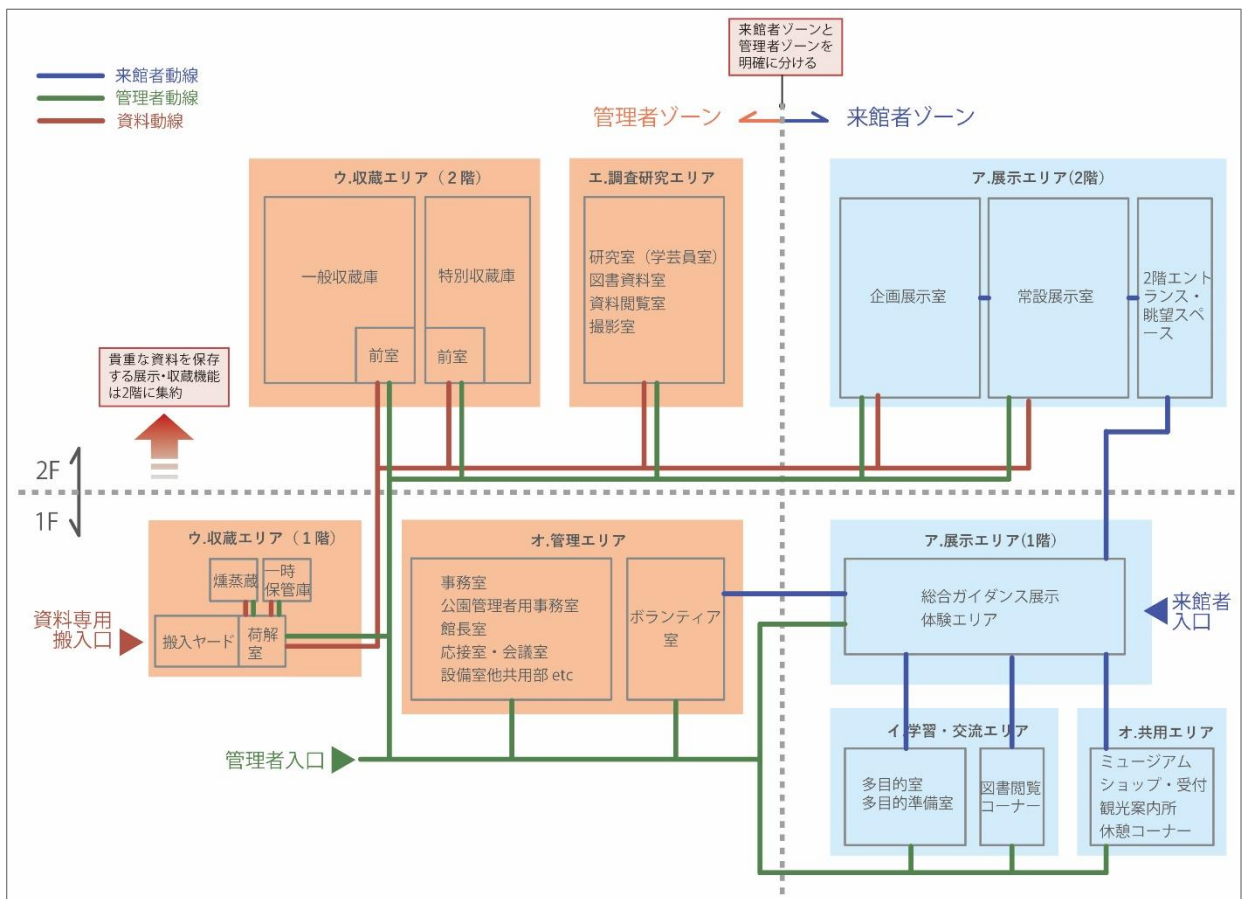 来館者ゾーンと
管理者ゾーンを
明確に分ける
来館者動線
管理者動線
資料動線
管理者ゾーン
来館者ゾーン
ウ.収蔵エリア（２階）
一般収蔵庫
特別収蔵庫
前室
前室
エ.調査研究エリア
研究室（学芸員室）
図書資料室
資料閲覧室
撮影室
ア.展示エリア(2階)
企画展示室
常設展示室
2階エント
ランス・
眺望スペ
ース
貴重な資料を保存
する展示・収蔵機能
は2階に集約
2F
1F
ウ.収蔵エリア（１階）
燻蒸蔵
一時
保管庫
搬入ヤード
荷解
室
資料専用
搬入口
オ.管理エリア
事務室
公園管理者用事務室
館長室
応接室・会議室
設備室他共用部 etc
ボランティア
室
ア.展示エリア(1階)
総合ガイダンス展示
体験エリア
来館者
入口
管理者入口
イ.学習・交流エリア
多目的室
多目的準備室
図書閲覧
コーナー
オ.共用エリア
ミュージアム
ショップ・受付
観光案内所
休憩コーナー